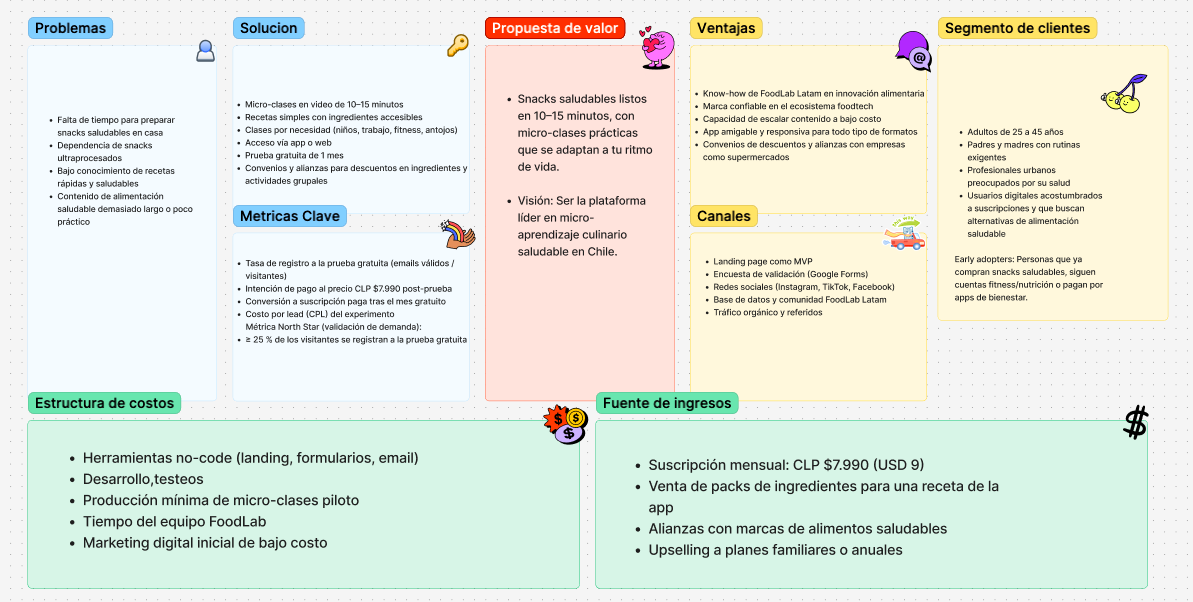 Problemas
Falta de tiempo para preparar
snacks saludables en casa
Dependencia de snacks
ultraprocesados
Bajo conocimiento de recetas
rápidas y saludables
Contenido de alimentación
saludable demasiado largo o poco
práctico
Solucion
Micro-clases en video de 10–15 minutos
Recetas simples con ingredientes accesibles
Clases por necesidad (niños, trabajo, fitness, antojos)
Acceso vía app o web
Prueba gratuita de 1 mes
Convenios y alianzas para descuentos en ingredientes y
actividades grupales
Metricas Clave
Tasa de registro a la prueba gratuita (emails válidos /
visitantes)
Intención de pago al precio CLP $7.990 post-prueba
Conversión a suscripción paga tras el mes gratuito
Costo por lead (CPL) del experimento
Métrica North Star (validación de demanda):
≥ 25 % de los visitantes se registran a la prueba gratuita
Propuesta de valor
Snacks saludables listos
en 10–15 minutos, con
micro-clases prácticas
que se adaptan a tu ritmo
de vida.
Visión: Ser la plataforma
líder en micro-
aprendizaje culinario
saludable en Chile.
Ventajas
Know-how de FoodLab Latam en innovación alimentaria
Marca confiable en el ecosistema foodtech
Capacidad de escalar contenido a bajo costo
App amigable y responsiva para todo tipo de formatos
Convenios de descuentos y alianzas con empresas
como supermercados
Canales
Landing page como MVP
Encuesta de validación (Google Forms)
Redes sociales (Instagram, TikTok, Facebook)
Base de datos y comunidad FoodLab Latam
Tráfico orgánico y referidos
Segmento de clientes
Adultos de 25 a 45 años
Padres y madres con rutinas
exigentes
Profesionales urbanos
preocupados por su salud
Usuarios digitales acostumbrados
a suscripciones y que buscan
alternativas de alimentación
saludable
Early adopters: Personas que ya
compran snacks saludables, siguen
cuentas fitness/nutrición o pagan por
apps de bienestar.
Estructura de costos
Herramientas no-code (landing, formularios, email)
Desarrollo,testeos
Producción mínima de micro-clases piloto
Tiempo del equipo FoodLab
Marketing digital inicial de bajo costo
Fuente de ingresos
Suscripción mensual: CLP $7.990 (USD 9)
Venta de packs de ingredientes para una receta de la
app
Alianzas con marcas de alimentos saludables
Upselling a planes familiares o anuales